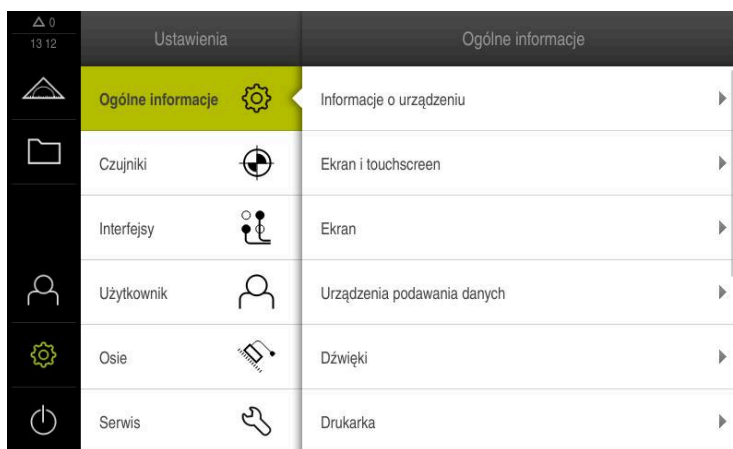 0
13 12
Ustawienia
Ogólne informacje
Ogólne informacje
Czujniki
Interfejsy
Użytkownik
Osie
Serwis
Informacje o urządzeniu
Ekran i touchscreen
Ekran
Urządzenia podawania danych
Dźwięki
Drukarka